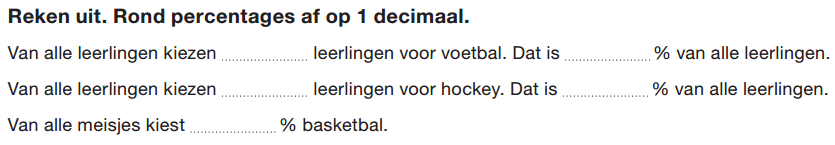 Reken uit. Rond percentages af op 1 decimaal.
Van alle leerlingen kiezen ........................ leerlingen voor voetbal. Dat is ........................ % van alle leerlingen.
Van alle leerlingen kiezen ........................ leerlingen voor hockey. Dat is ........................ % van alle leerlingen.
Van alle meisjes kiest ........................ % basketbal.